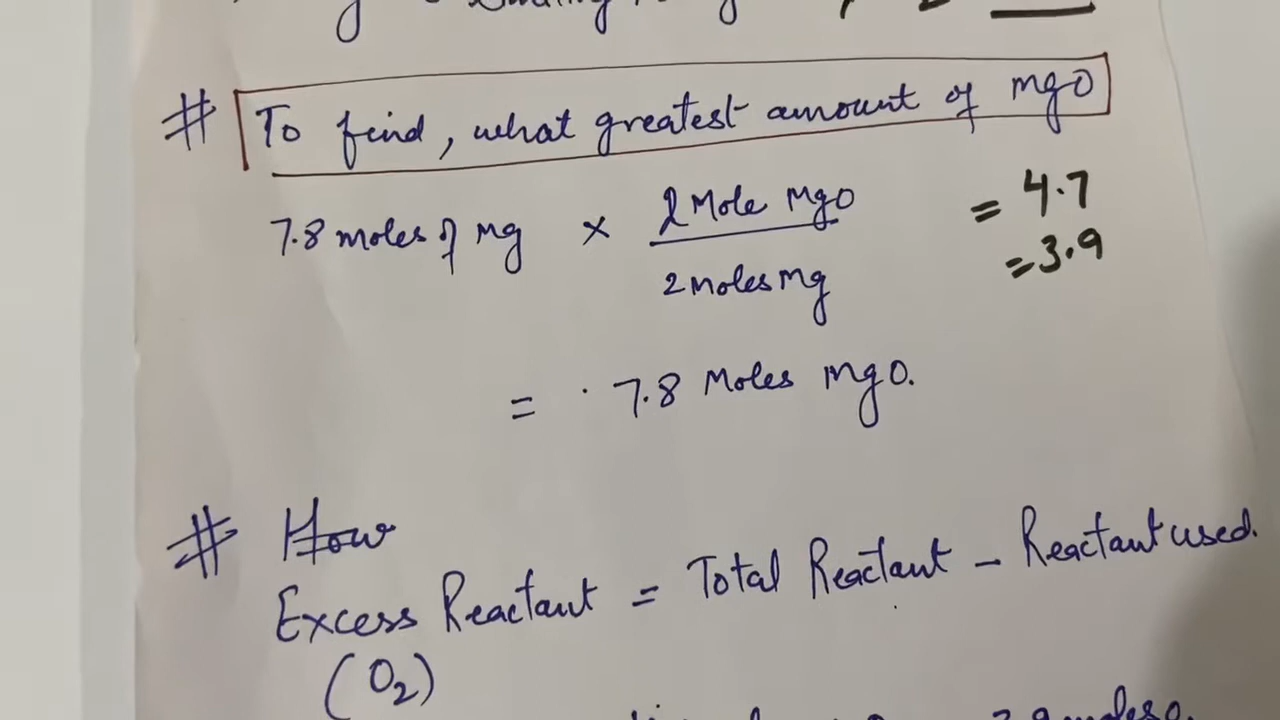 # To find, what greatest amount of MgO
7.8 moles of Mg × 2 Mole MgO / 2 moles Mg = 4.7
= 3.9
= 7.8 Moles MgO.
# How
Excess Reactant = Total Reactant - Reactant used.
(O₂)